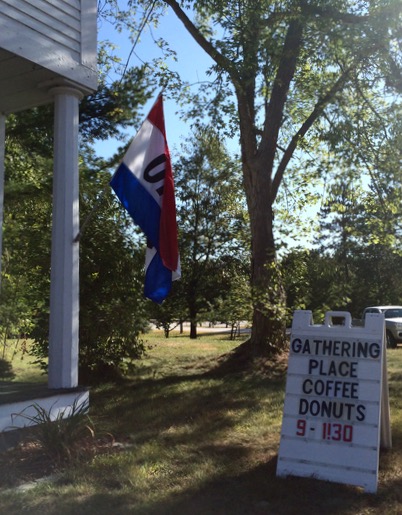 GATHERING
PLACE
COFFEE
DONUTS
9 - 11:30